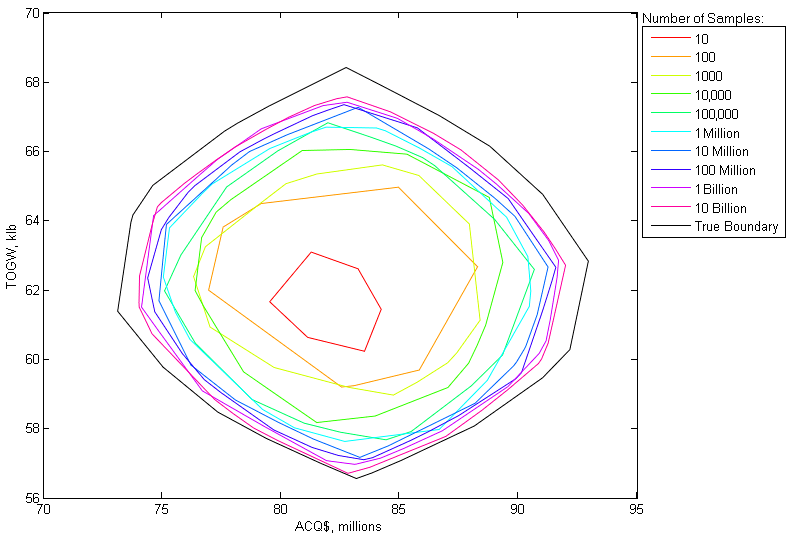 Number of Samples:
10
100
1000
10,000
100,000
1 Million
10 Million
100 Million
1 Billion
10 Billion
True Boundary
70
68
66
64
62
60
58
56
TOGW, klb
70 75 80 85 90 95
ACQ$, millions